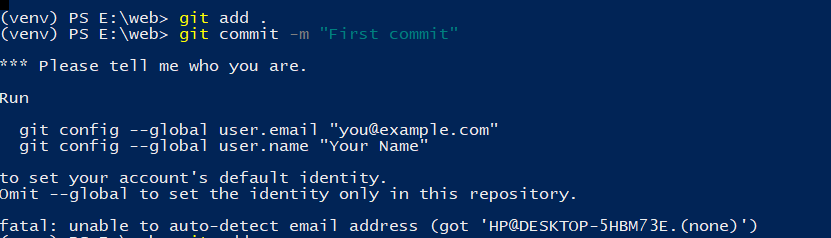 (venv) PS E:\web> git add .
(venv) PS E:\web> git commit -m "First commit"
*** Please tell me who you are.
Run
git config --global user.email "you@example.com"
git config --global user.name "Your Name"
to set your account's default identity.
Omit --global to set the identity only in this repository.
fatal: unable to auto-detect email address (got 'HP@DESKTOP-5HBM73E.(none)')